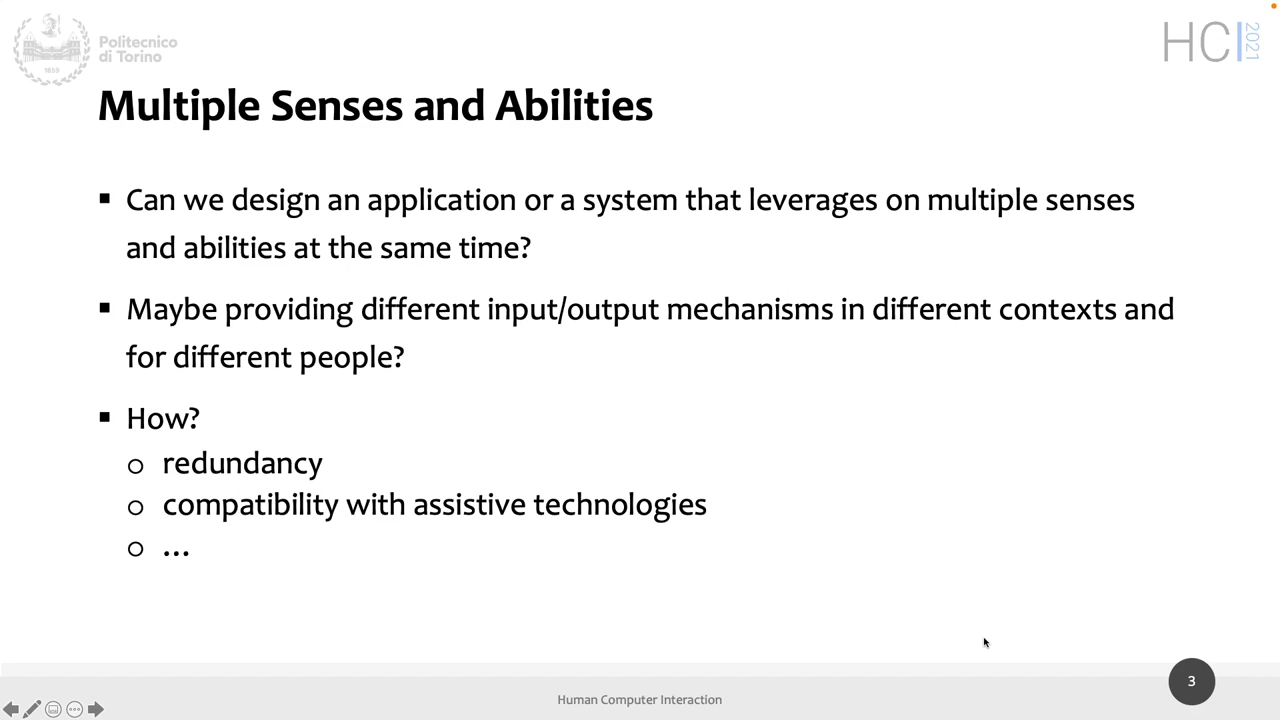 Politecnico
di Torino
1859
HCI 2021
Multiple Senses and Abilities
▪ Can we design an application or a system that leverages on multiple senses
and abilities at the same time?
▪ Maybe providing different input/output mechanisms in different contexts and
for different people?
▪ How?
o redundancy
o compatibility with assistive technologies
o ...
3
Human Computer Interaction